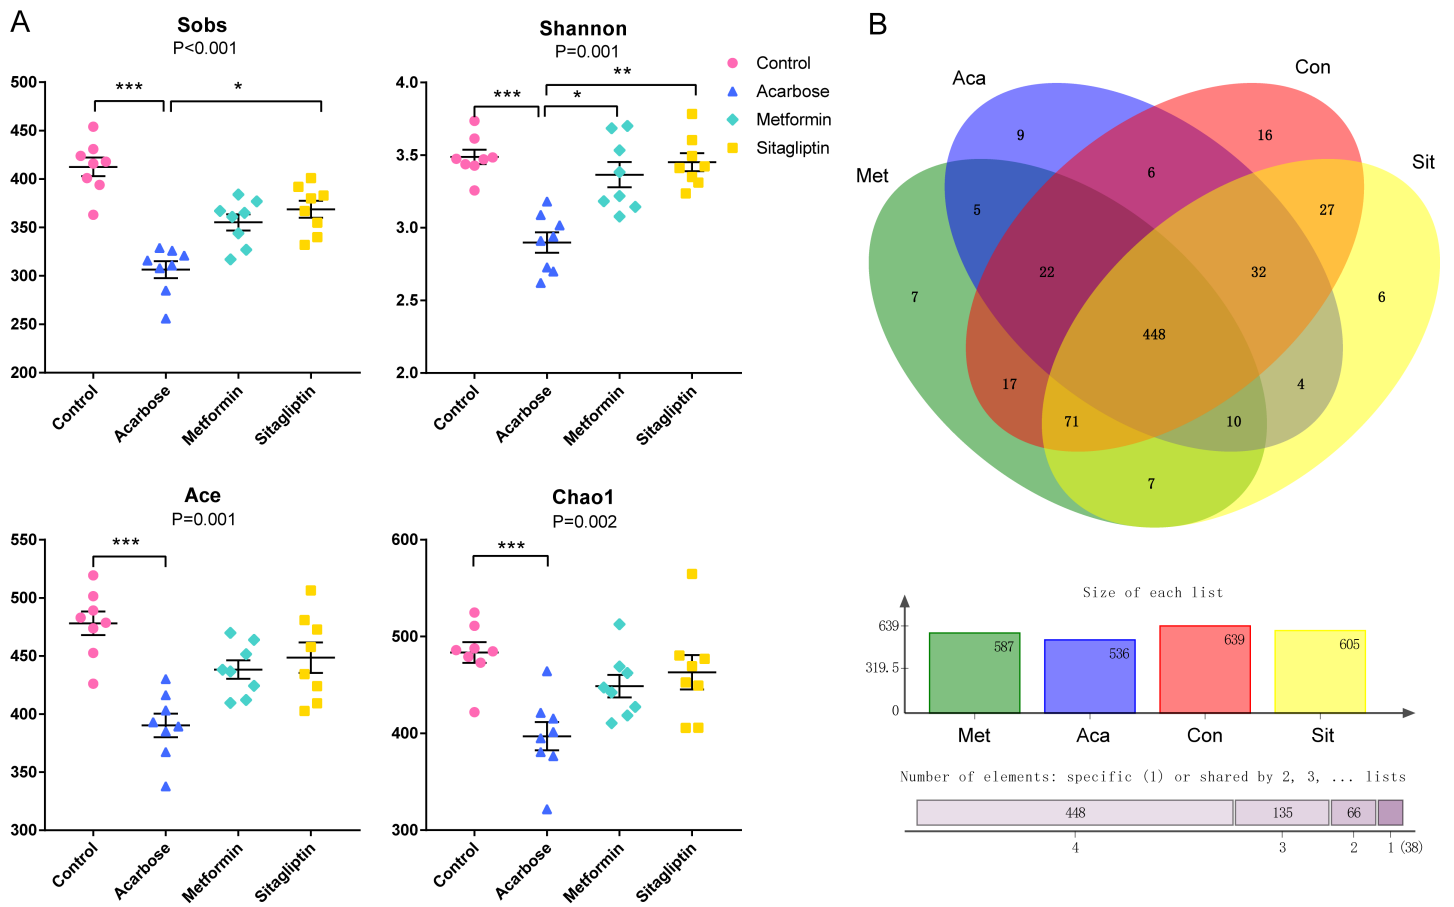 A
Sobs
P<0.001
500
450
400
350
300
250
200
***
*
Control
Acarbose
Metformin
Sitagliptin
Shannon
P=0.001
4.0
3.5
3.0
2.5
2.0
***
*
**
Control
Acarbose
Metformin
Sitagliptin
Control
Acarbose
Metformin
Sitagliptin
Ace
P=0.001
550
500
450
400
350
300
***
Control
Acarbose
Metformin
Sitagliptin
Chao1
P=0.002
600
500
400
300
***
Control
Acarbose
Metformin
Sitagliptin
B
Aca
Con
Met
Sit
9
16
6
5
27
22
32
7
6
448
17
4
71
10
7
Size of each list
639
319.5
0
587
536
639
605
Met
Aca
Con
Sit
Number of elements: specific (1) or shared by 2, 3, ... lists
448
135
66
4
3
2
1 (38)